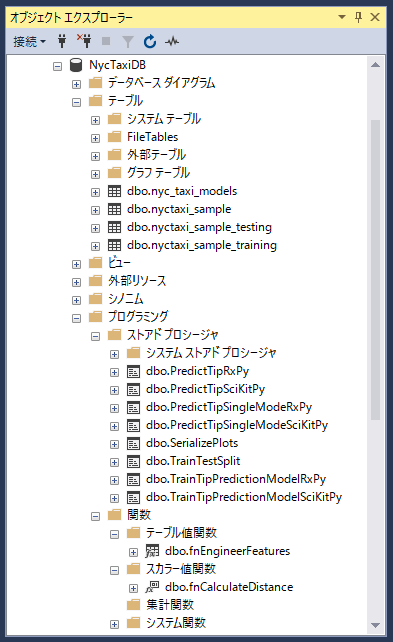 オブジェクト エクスプローラー
接続
NycTaxiDB
データベース ダイアグラム
テーブル
システム テーブル
FileTables
外部テーブル
グラフ テーブル
dbo.nyc_taxi_models
dbo.nyctaxi_sample
dbo.nyctaxi_sample_testing
dbo.nyctaxi_sample_training
ビュー
外部リソース
シノニム
プログラミング
ストアド プロシージャ
システム ストアド プロシージャ
dbo.PredictTipRxPy
dbo.PredictTipSciKitPy
dbo.PredictTipSingleModeRxPy
dbo.PredictTipSingleModeSciKitPy
dbo.SerializePlots
dbo.TrainTestSplit
dbo.TrainTipPredictionModelRxPy
dbo.TrainTipPredictionModelSciKitPy
関数
テーブル値関数
dbo.fnEngineerFeatures
スカラー値関数
dbo.fnCalculateDistance
集計関数
システム関数